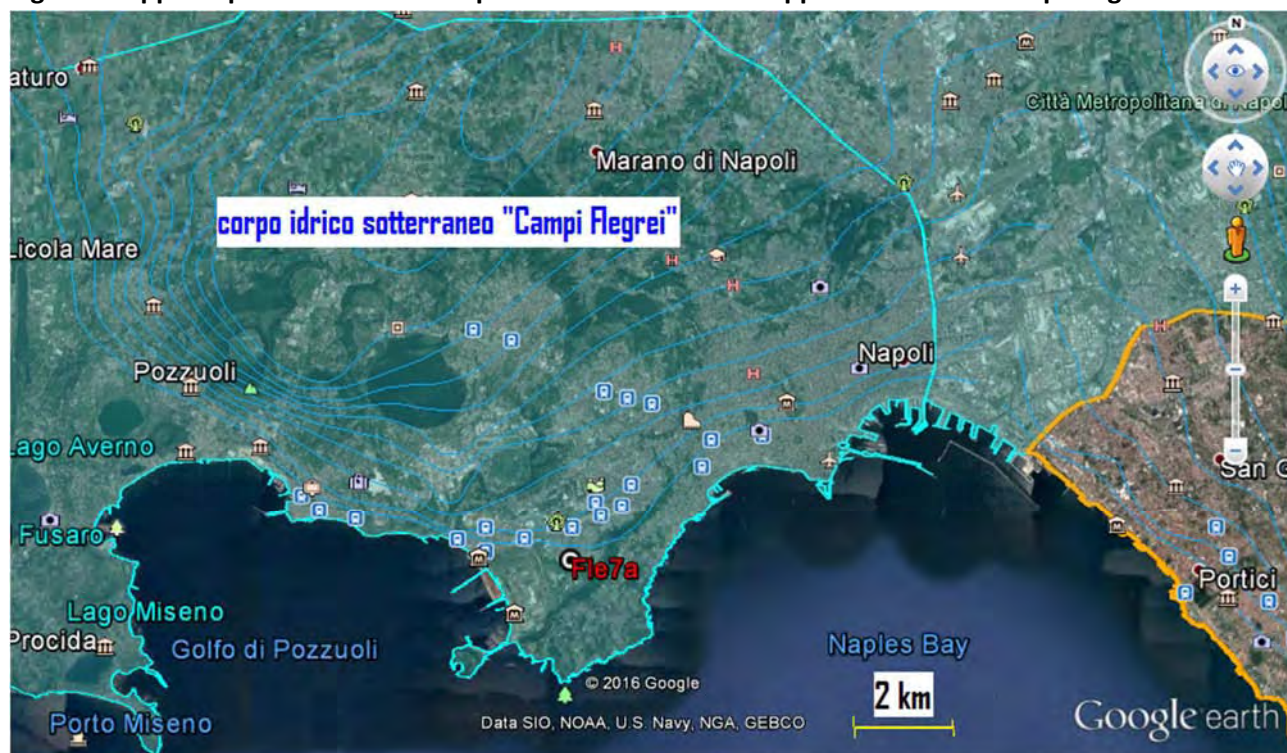 N
aturo
Città Metropolitana di Napol
Marano di Napoli
corpo idrico sotterraneo "Campi Flegrei"
Licola Mare
Napoli
Pozzuoli
Lago Averno
San G
Fusaro
Fle7a
Portici
Lago Miseno
Procida
Golfo di Pozzuoli
Naples Bay
© 2016 Google
2 km
Porto Miseno
Data SIO, NOAA, U.S. Navy, NGA, GEBCO
Google earth